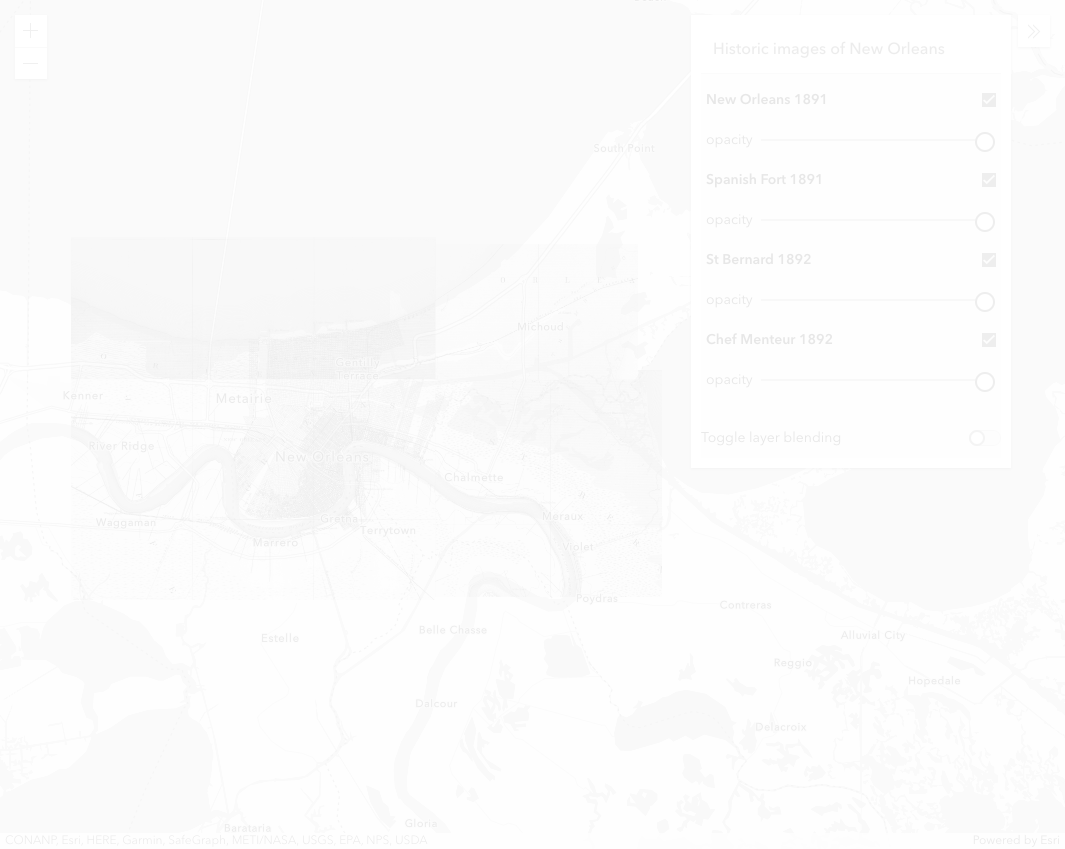 Historic images of New Orleans
New Orleans 1891
opacity
Spanish Fort 1891
opacity
St Bernard 1892
opacity
Chef Menteur 1892
opacity
Toggle layer blending
South Point
Michoud
Kenner
Metairie
River Ridge
New Orleans
Chalmette
Waggaman
Terrytown
Meraux
Marrero
Violet
Poydras
Contreras
Belle Chasse
Estelle
Alluvial City
Reggio
Hopedale
Dalcour
Delacroix
Gloria
Barataria
CONANP, Esri, HERE, Garmin, SafeGraph, METI/NASA, USGS, EPA, NPS, USDA
Powered by Esri